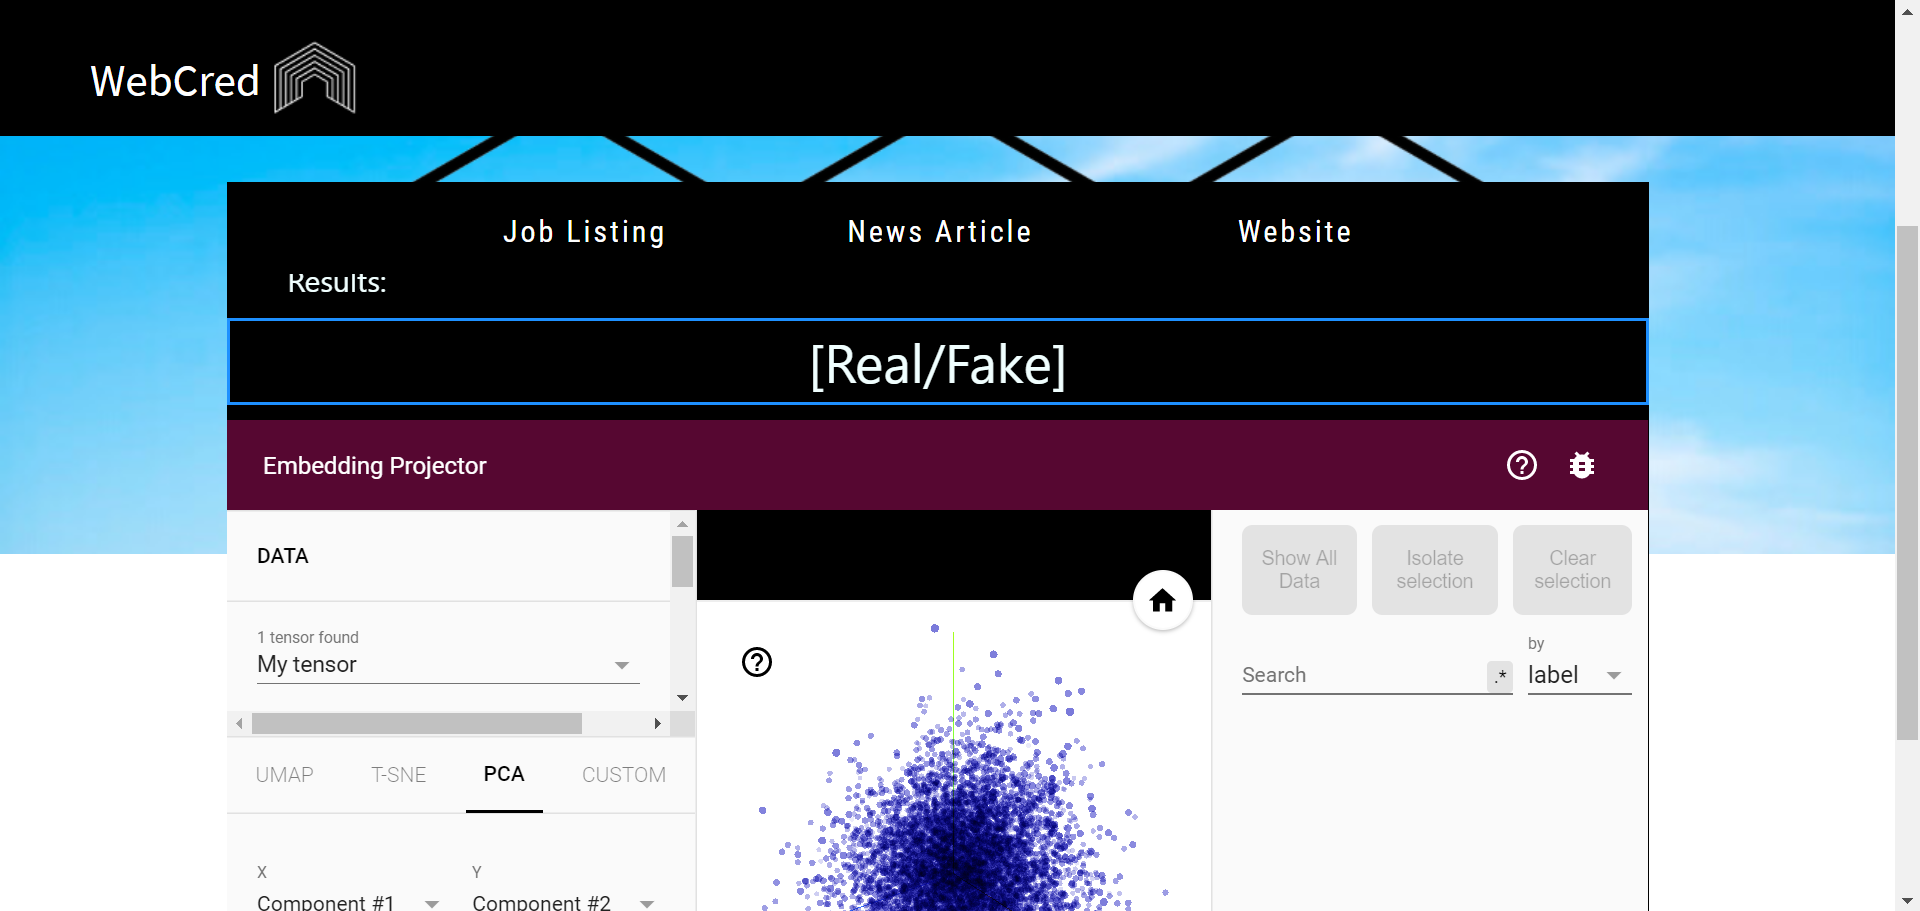 WebCred
Job Listing
News Article
Website
Results:
[Real/Fake]
Embedding Projector
DATA
1 tensor found
My tensor
UMAP
T-SNE
PCA
CUSTOM
X
Y
Component #1
Component #2
Show All
Data
Isolate
selection
Clear
selection
by
Search
.*
label